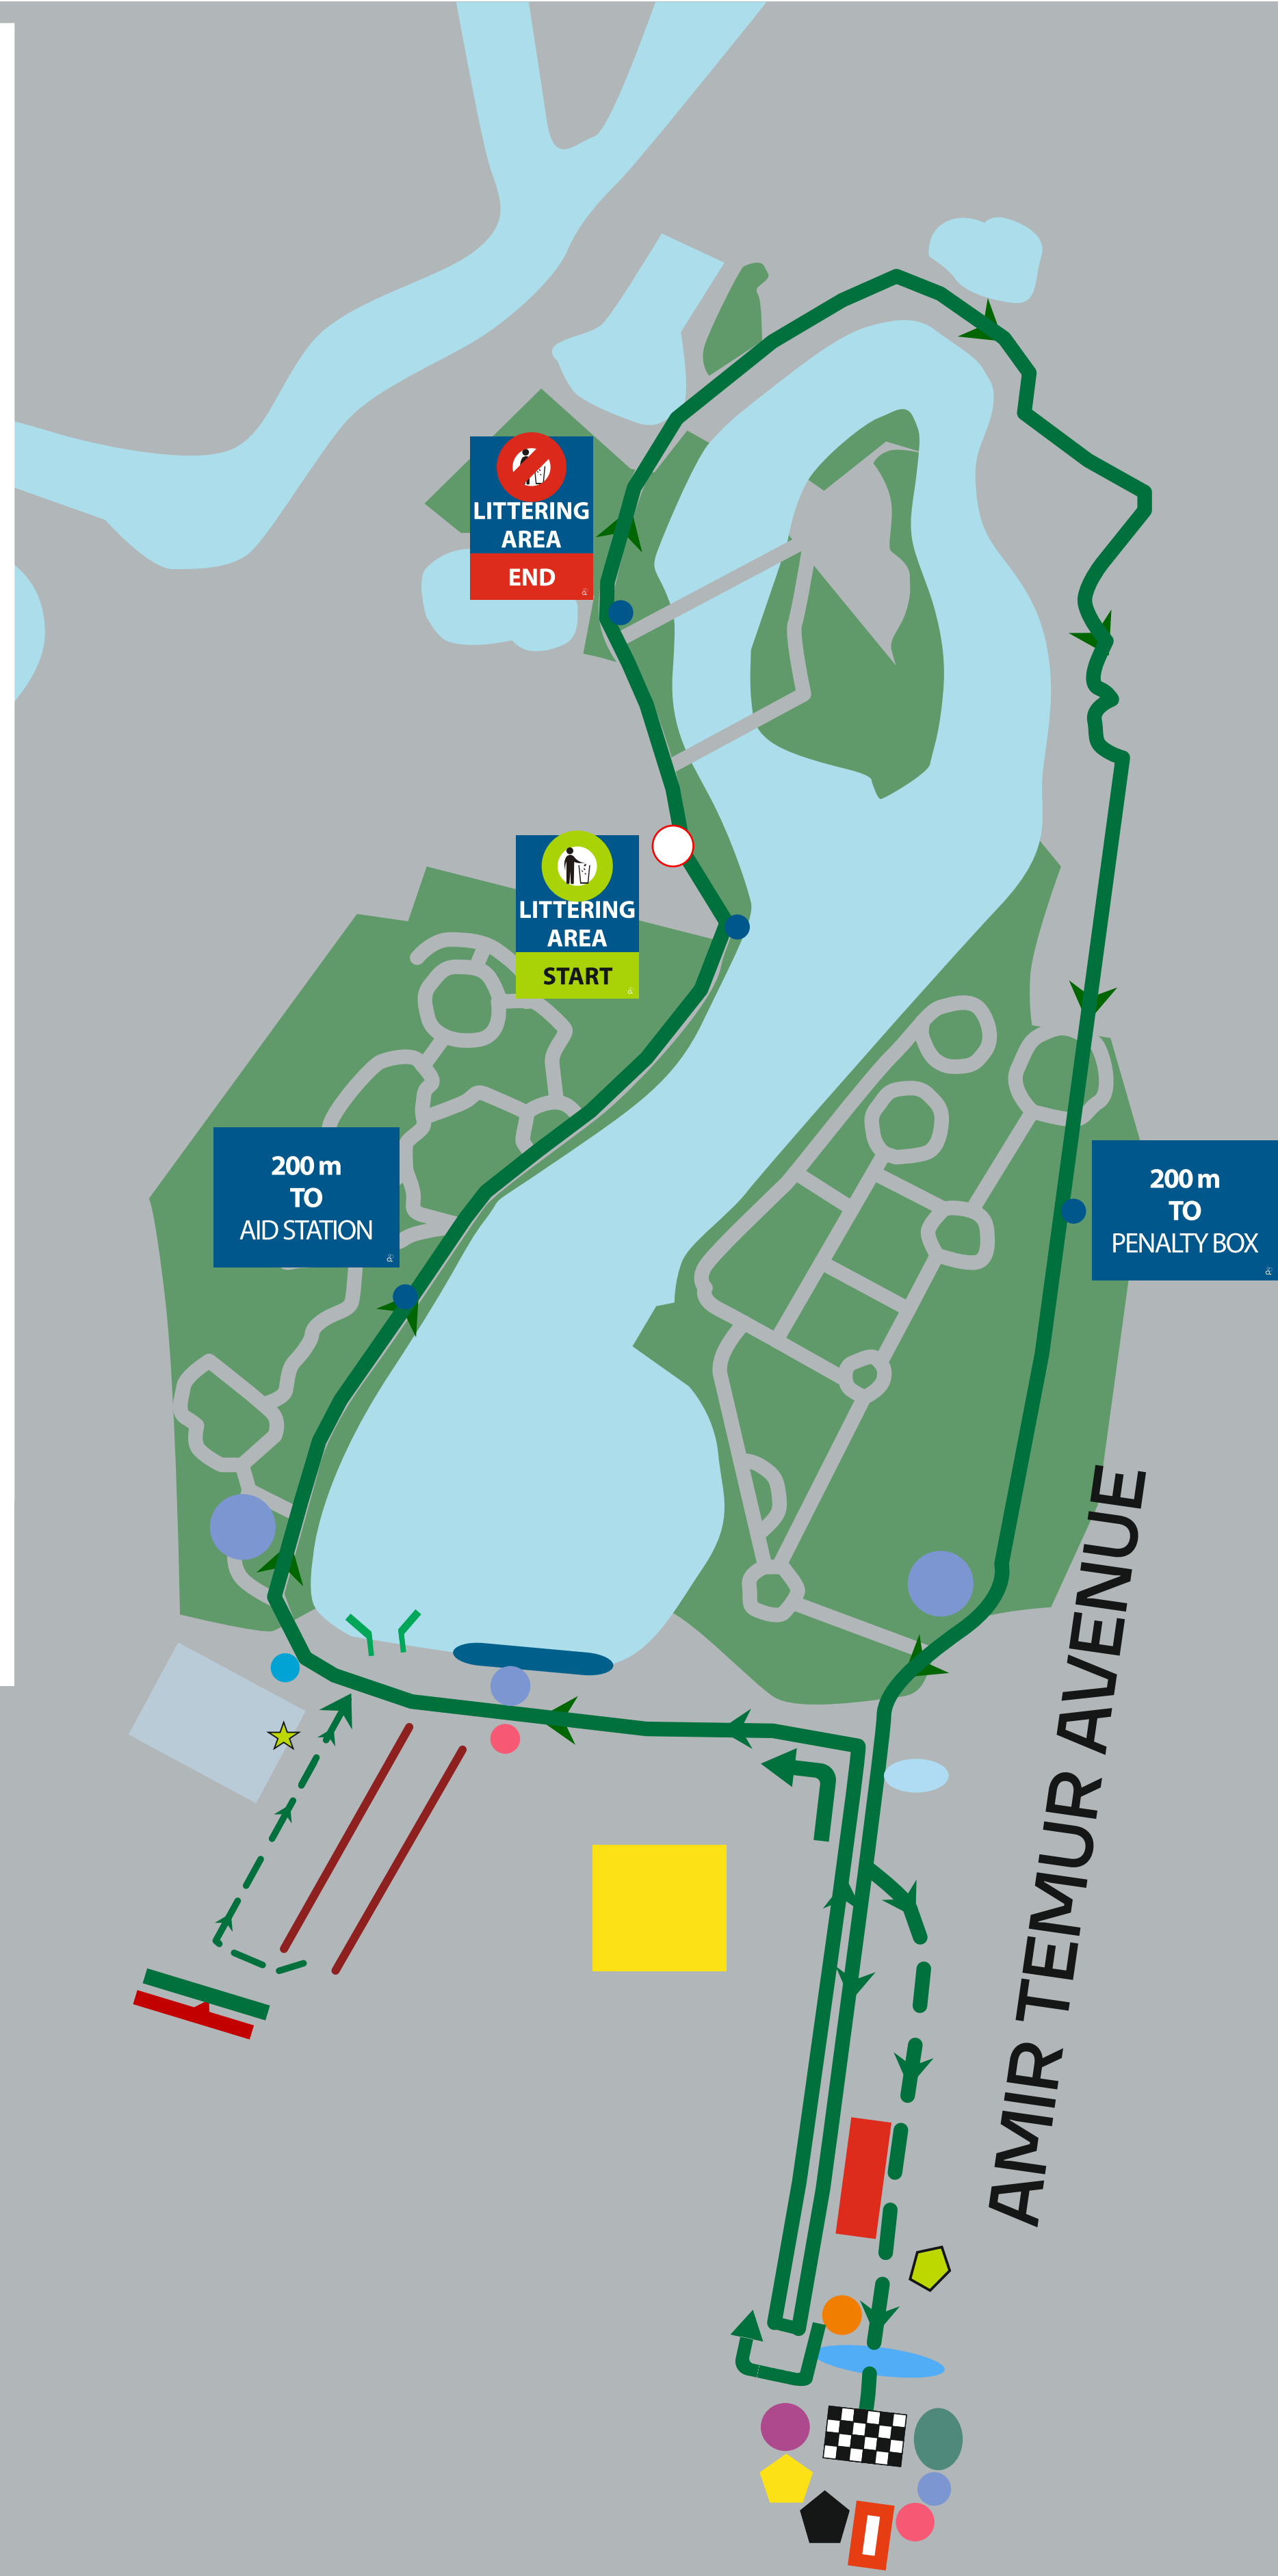 LITTERING
AREA
END
LITTERING
AREA
START
200 m
TO
AID STATION
200 m
TO
PENALTY BOX
AMIR TEMUR AVENUE